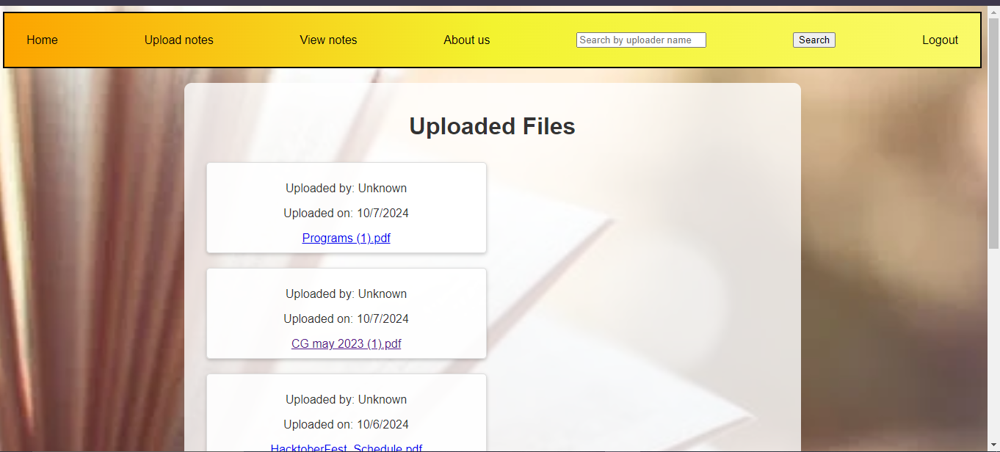 Home Upload notes View notes About us Search by uploader name Search Logout
Uploaded Files
Uploaded by: Unknown
Uploaded on: 10/7/2024
Programs (1).pdf
Uploaded by: Unknown
Uploaded on: 10/7/2024
CG may 2023 (1).pdf
Uploaded by: Unknown
Uploaded on: 10/6/2024
HacktoberFest_Schedule.pdf